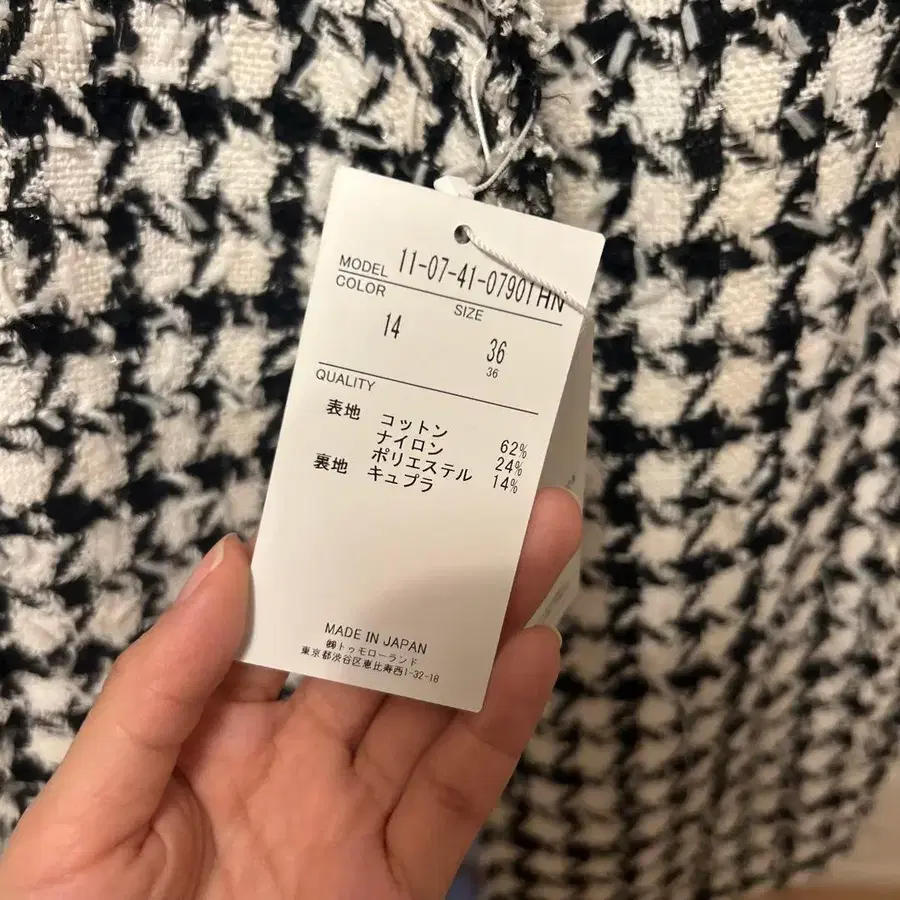 MODEL 11-07-41-07901 HN
COLOR SIZE
14 36
36
QUALITY
表地 コットン 62%
ナイロン 24%
ポリエステル 14%
裏地 キュプラ
MADE IN JAPAN
㈱トゥモローランド
東京都渋谷区恵比寿西1-32-18